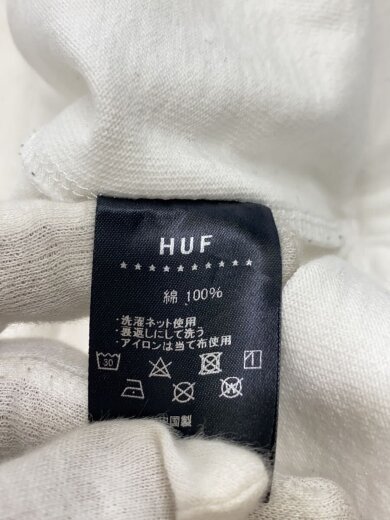 HUF
綿 100%
・洗濯ネット使用
・裏返しにして洗う
・アイロンは当て布使用
30
国製